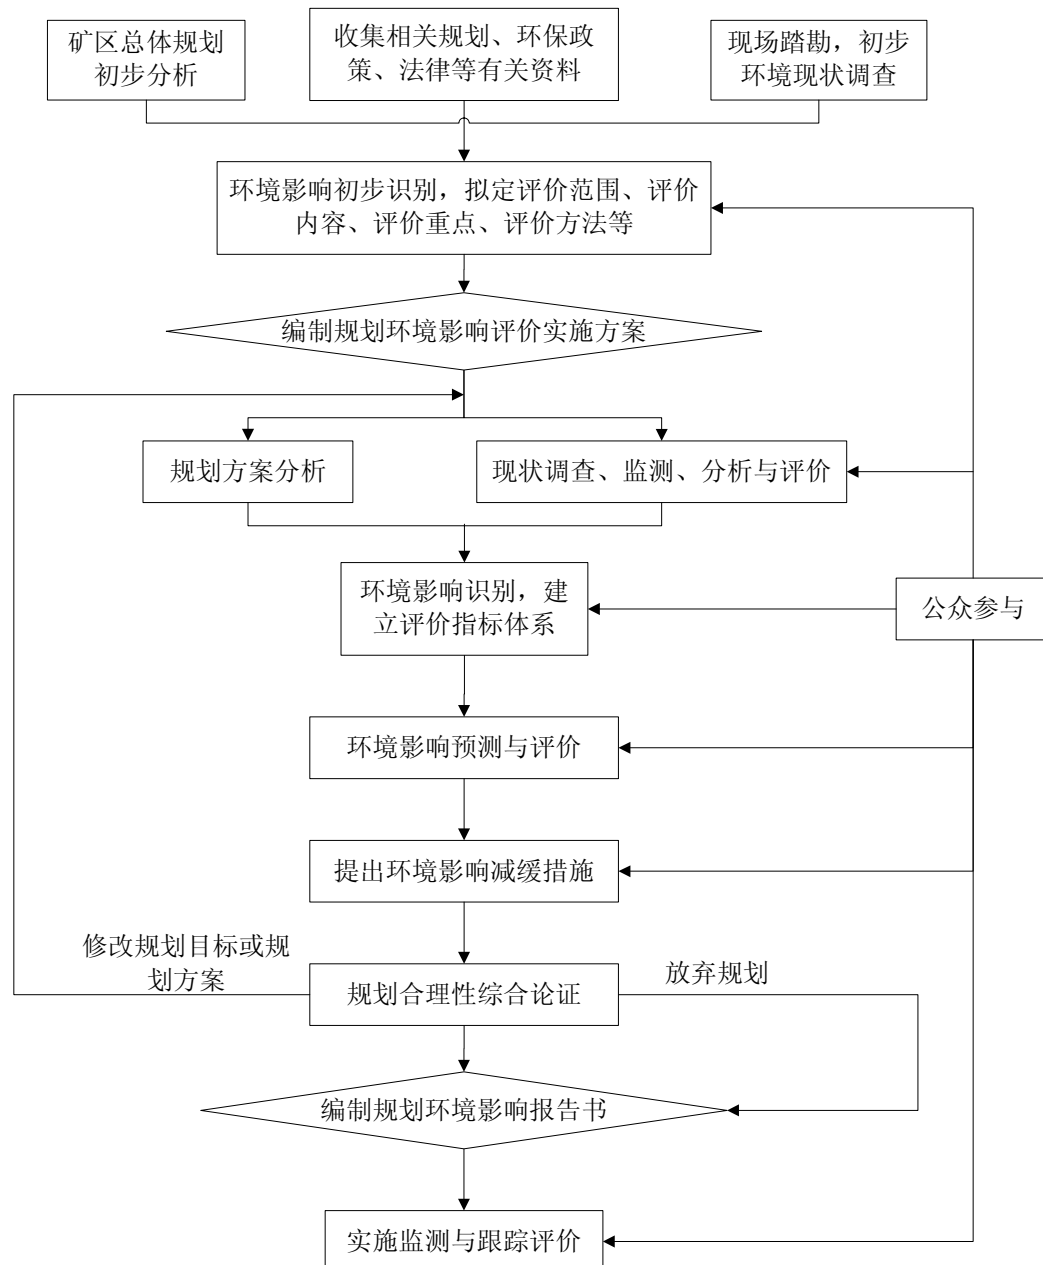 矿区总体规划
初步分析
收集相关规划、环保政
策、法律等有关资料
现场踏勘，初步
环境现状调查
环境影响初步识别，拟定评价范围、评价
内容、评价重点、评价方法等
编制规划环境影响评价实施方案
规划方案分析
现状调查、监测、分析与评价
环境影响识别，建
立评价指标体系
公众参与
环境影响预测与评价
提出环境影响减缓措施
修改规划目标或规
划方案
规划合理性综合论证
放弃规划
编制规划环境影响报告书
实施监测与跟踪评价